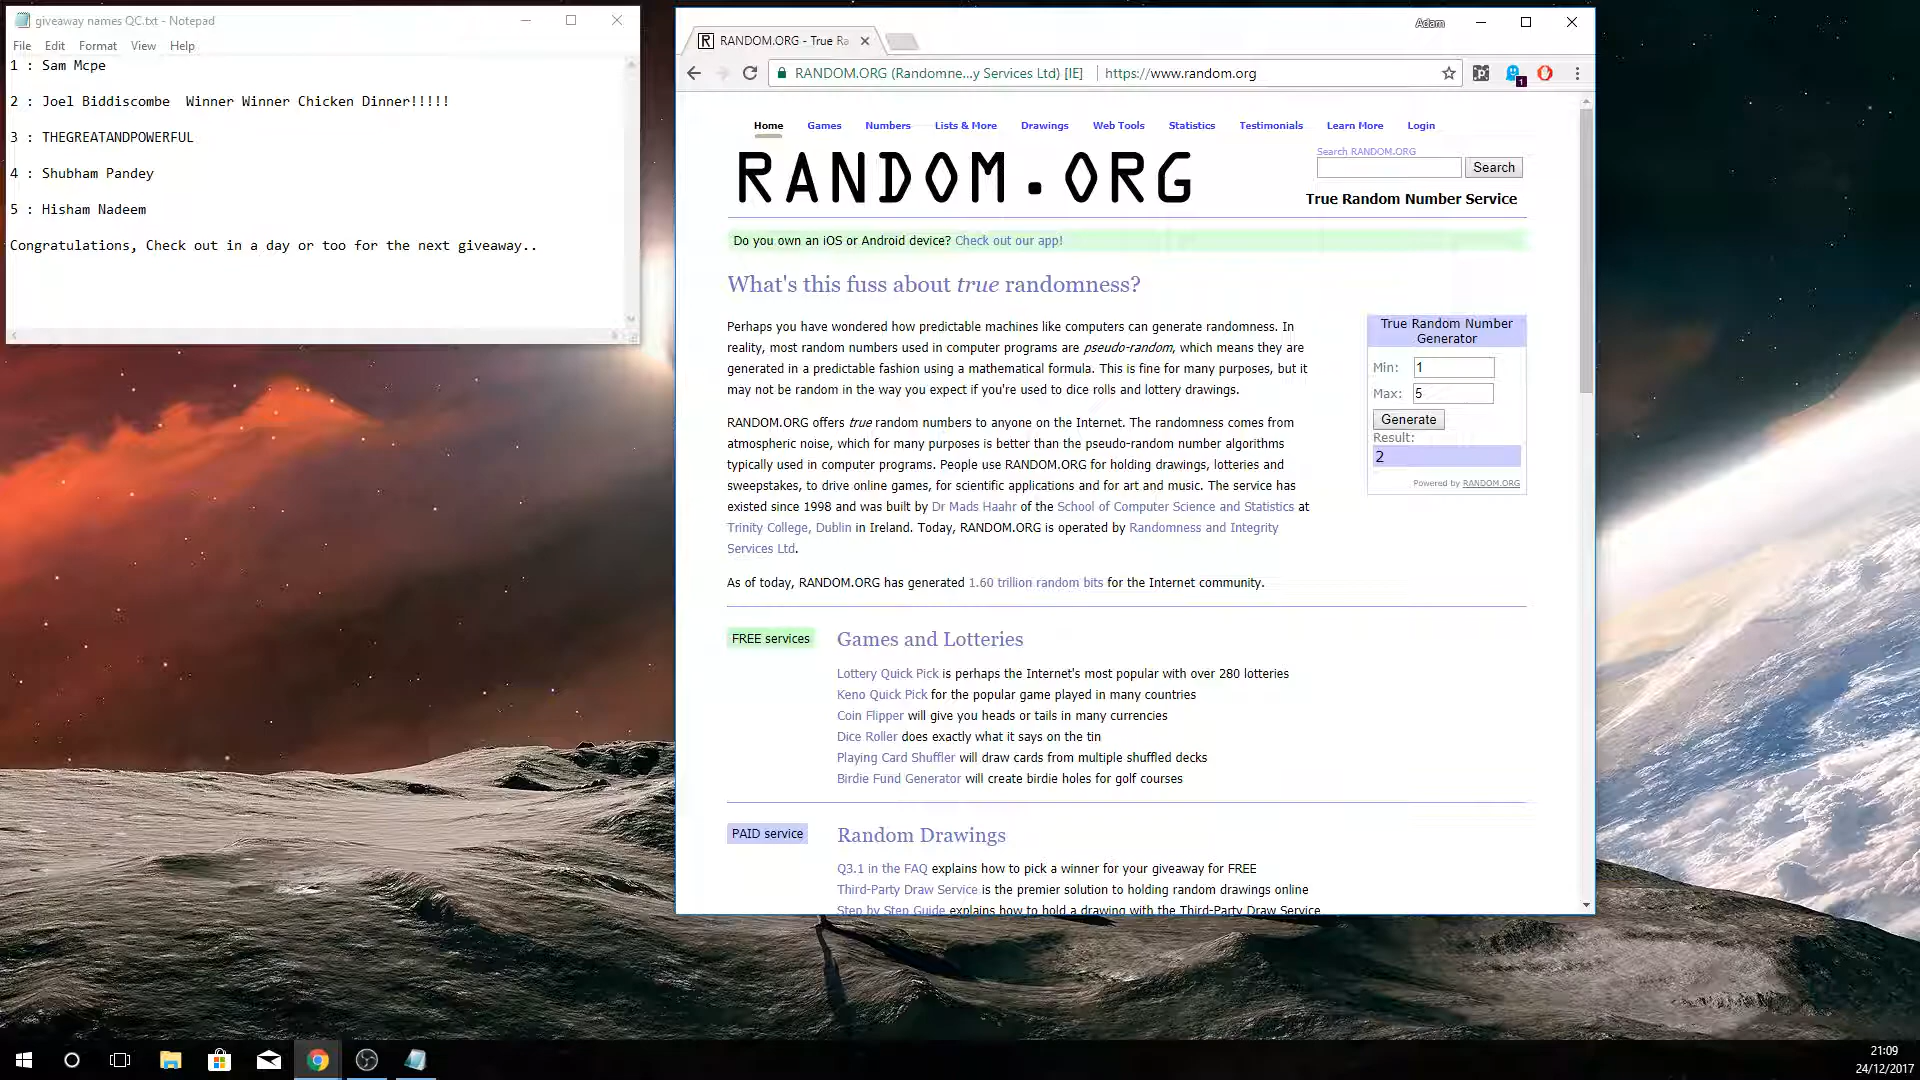 giveaway names QC.txt - Notepad
File Edit Format View Help
1 : Sam Mcpe
2 : Joel Biddiscombe  Winner Winner Chicken Dinner!!!!!
3 : THEGREATANDPOWERFUL
4 : Shubham Pandey
5 : Hisham Nadeem
Congratulations, Check out in a day or too for the next giveaway..
Adam
RANDOM.ORG - True Ra
RANDOM.ORG (Randomne...y Services Ltd) [IE] https://www.random.org
Home Games Numbers Lists & More Drawings Web Tools Statistics Testimonials Learn More Login
RANDOM.ORG
Search RANDOM.ORG
Search
True Random Number Service
Do you own an iOS or Android device? Check out our app!
What's this fuss about true randomness?
Perhaps you have wondered how predictable machines like computers can generate randomness. In
reality, most random numbers used in computer programs are pseudo-random, which means they are
generated in a predictable fashion using a mathematical formula. This is fine for many purposes, but it
may not be random in the way you expect if you're used to dice rolls and lottery drawings.
RANDOM.ORG offers true random numbers to anyone on the Internet. The randomness comes from
atmospheric noise, which for many purposes is better than the pseudo-random number algorithms
typically used in computer programs. People use RANDOM.ORG for holding drawings, lotteries and
sweepstakes, to drive online games, for scientific applications and for art and music. The service has
existed since 1998 and was built by Dr Mads Haahr of the School of Computer Science and Statistics at
Trinity College, Dublin in Ireland. Today, RANDOM.ORG is operated by Randomness and Integrity
Services Ltd.
As of today, RANDOM.ORG has generated 1.60 trillion random bits for the Internet community.
True Random Number
Generator
Min: 1
Max: 5
Generate
Result:
2
Powered by RANDOM.ORG
FREE services
Games and Lotteries
Lottery Quick Pick is perhaps the Internet's most popular with over 280 lotteries
Keno Quick Pick for the popular game played in many countries
Coin Flipper will give you heads or tails in many currencies
Dice Roller does exactly what it says on the tin
Playing Card Shuffler will draw cards from multiple shuffled decks
Birdie Fund Generator will create birdie holes for golf courses
PAID service
Random Drawings
Q3.1 in the FAQ explains how to pick a winner for your giveaway for FREE
Third-Party Draw Service is the premier solution to holding random drawings online
Step by Step Guide explains how to hold a drawing with the Third-Party Draw Service
21:09
24/12/2017